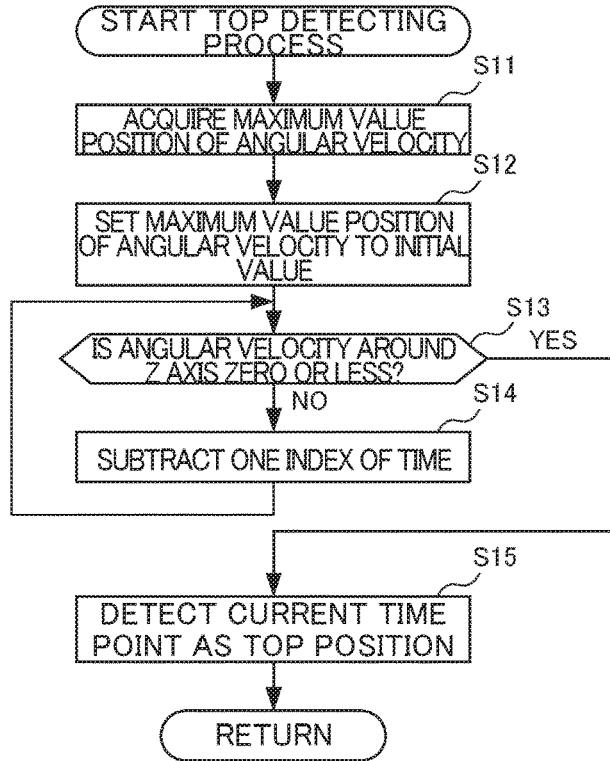 START TOP DETECTING
PROCESS
S11
ACQUIRE MAXIMUM VALUE
POSITION OF ANGULAR VELOCITY
S12
SET MAXIMUM VALUE POSITION
OF ANGULAR VELOCITY TO INITIAL
VALUE
S13
IS ANGULAR VELOCITY AROUND
Z AXIS ZERO OR LESS?
YES
NO
S14
SUBTRACT ONE INDEX OF TIME
S15
DETECT CURRENT TIME
POINT AS TOP POSITION
RETURN